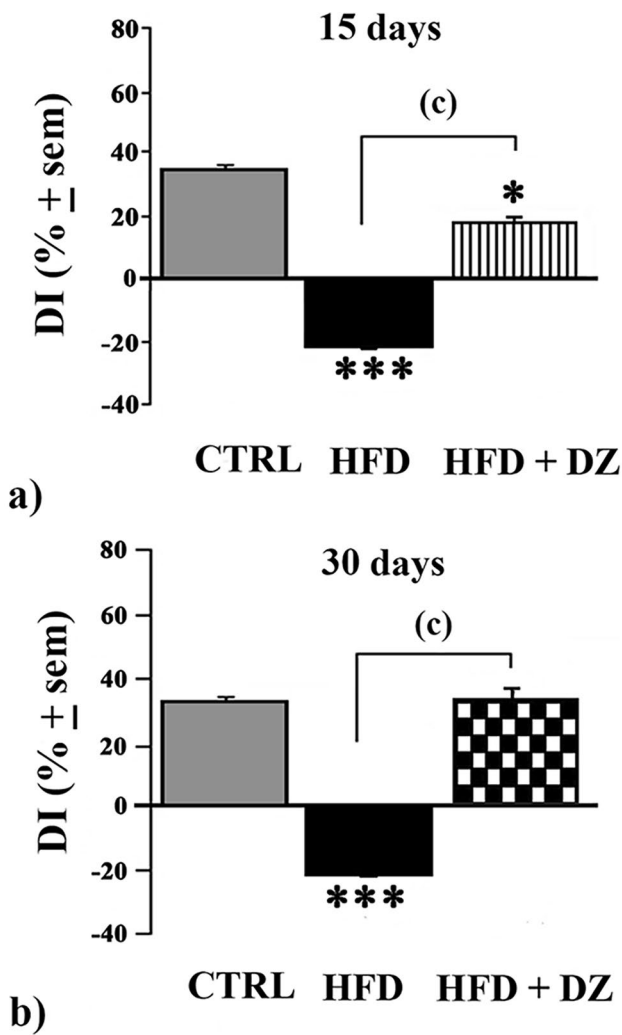 15 days
80
60
40
20
0
-20
-40
DI (% ± sem)
(c)
*
***
CTRL HFD HFD + DZ
a)
30 days
80
60
40
20
0
-20
-40
DI (% ± sem)
(c)
***
CTRL HFD HFD + DZ
b)